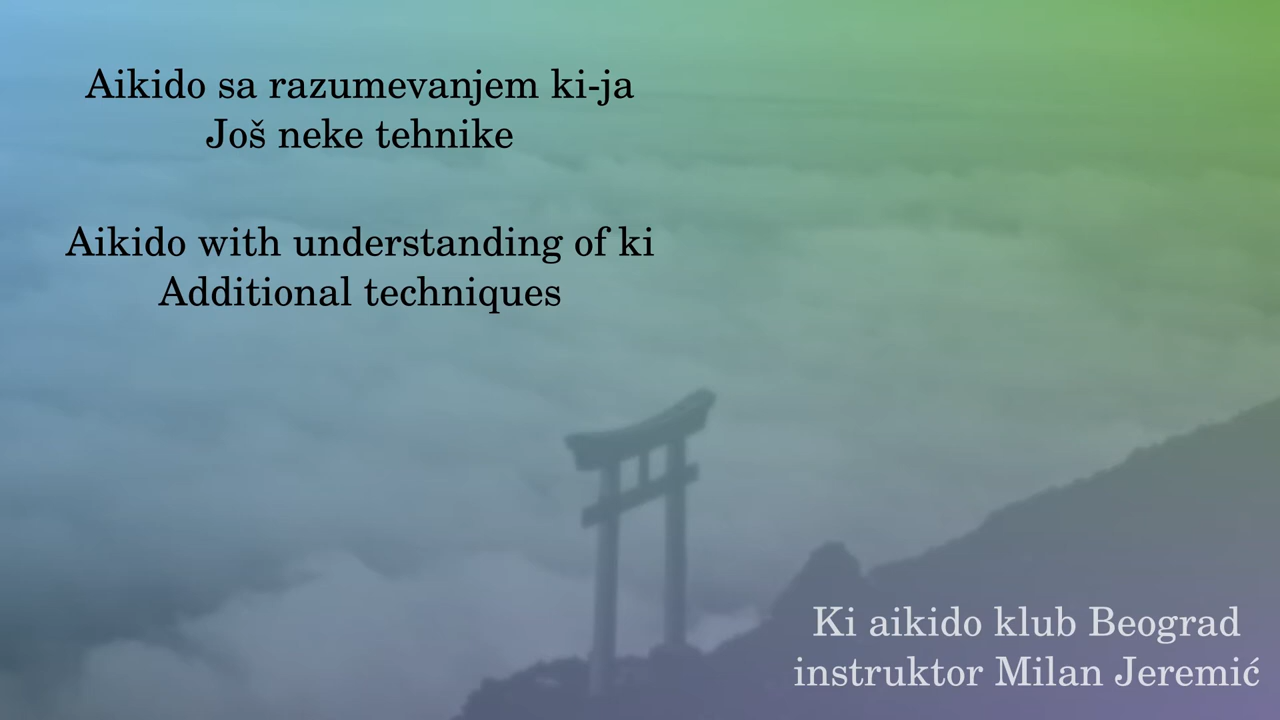 Aikido sa razumevanjem ki-ja
Još neke tehnike
Aikido with understanding of ki
Additional techniques
Ki aikido klub Beograd
instruktor Milan Jeremić